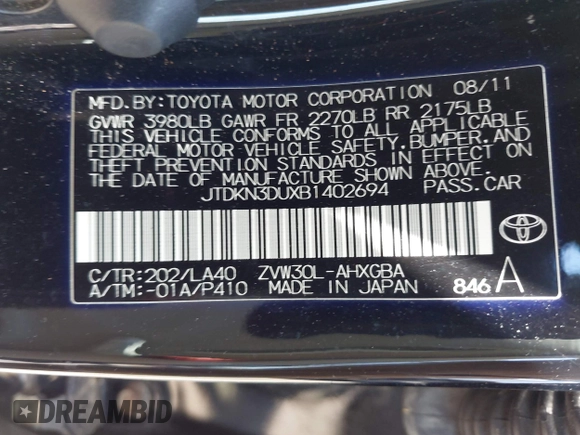 MFD. BY: TOYOTA MOTOR CORPORATION 08/11
GVWR 3980LB GAWR FR 2270LB RR 2175LB
THIS VEHICLE CONFORMS TO ALL APPLICABLE
FEDERAL MOTOR VEHICLE SAFETY, BUMPER, AND
THEFT PREVENTION STANDARDS IN EFFECT ON
THE DATE OF MANUFACTURE SHOWN ABOVE.
JTDKN3DUXB1402694 PASS. CAR
C/TR: 202/LA40 ZVW30L-AHXGBA
A/TM: -01A/P410 MADE IN JAPAN 846 A
DREAMBID